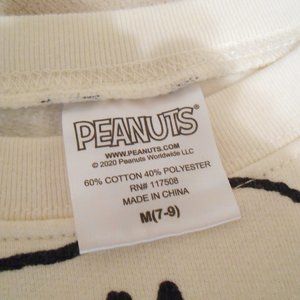 PEANUTS
WWW.PEANUTS.COM
© 2020 Peanuts Worldwide LLC
60% COTTON 40% POLYESTER
RN# 117508
MADE IN CHINA
M(7-9)